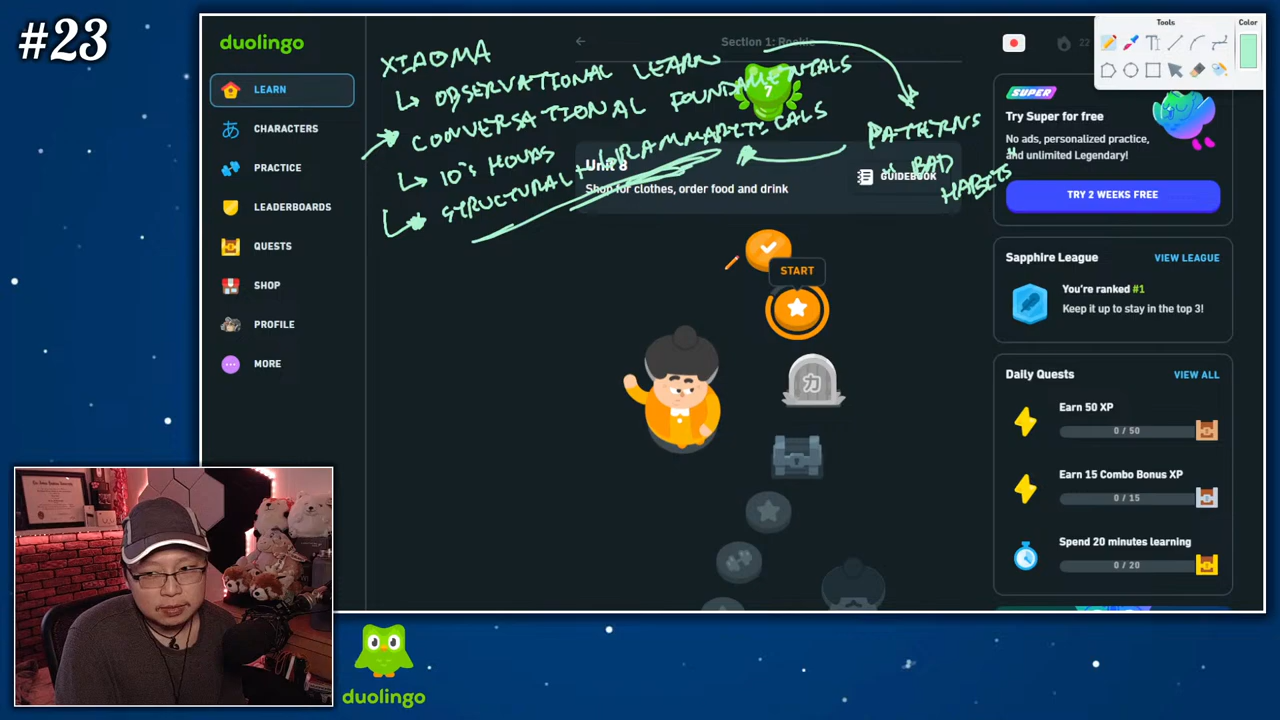 #23
duolingo
LEARN
CHARACTERS
PRACTICE
LEADERBOARDS
QUESTS
SHOP
PROFILE
MORE
Section 1: Rookie
22
7
XIAOMA
OBSERVATIONAL LEARN
CONVERSATIONAL FOUNDAMENTALS
10'S HOURS
STRUCTURAL +
PATTERNS
BAD
HABITS
Unit 8
Shop for clothes, order food and drink
GUIDEBOOK
START
力
Tools
Color
SUPER
Try Super for free
No ads, personalized practice,
and unlimited Legendary!
TRY 2 WEEKS FREE
Sapphire League
VIEW LEAGUE
You're ranked #1
Keep it up to stay in the top 3!
Daily Quests
VIEW ALL
Earn 50 XP
0 / 50
Earn 15 Combo Bonus XP
0 / 15
Spend 20 minutes learning
0 / 20
duolingo